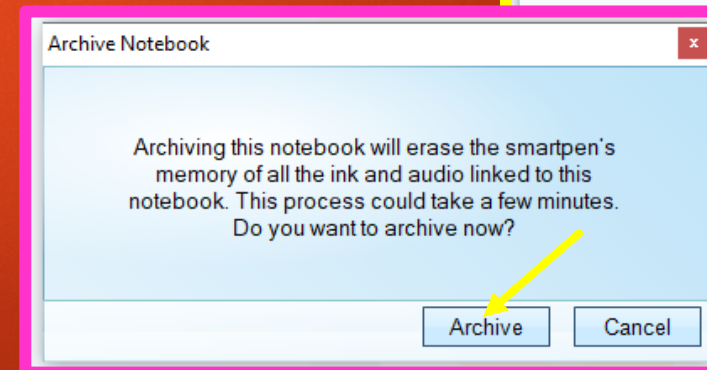 Archive Notebook
x
Archiving this notebook will erase the smartpen's
memory of all the ink and audio linked to this
notebook. This process could take a few minutes.
Do you want to archive now?
Archive
Cancel